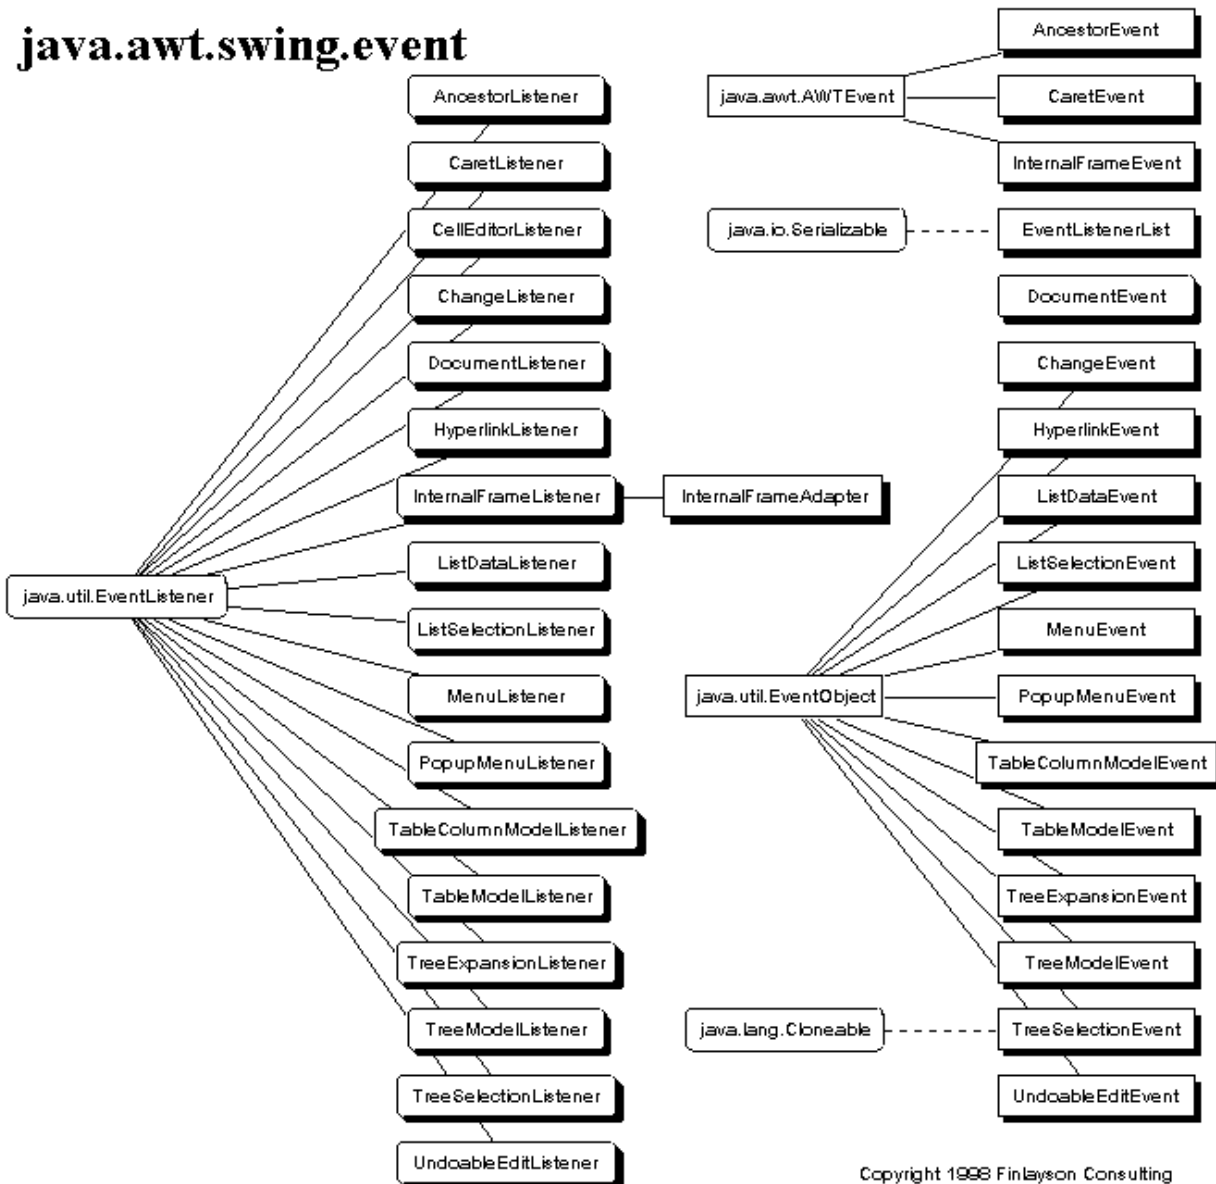 java.awt.swing.event
AncestorListener
CaretListener
CellEditorListener
ChangeListener
DocumentListener
HyperlinkListener
InternalFrameListener
InternalFrameAdapter
ListDataListener
java.util.EventListener
ListSelectionListener
MenuListener
PopupMenuListener
TableColumnModelListener
TableModelListener
TreeExpansionListener
TreeModelListener
TreeSelectionListener
UndoableEditListener
AncestorEvent
java.awt.AWTEvent
CaretEvent
InternalFrameEvent
java.io.Serializable
EventListenerList
DocumentEvent
ChangeEvent
HyperlinkEvent
ListDataEvent
ListSelectionEvent
MenuEvent
java.util.EventObject
PopupMenuEvent
TableColumnModelEvent
TableModelEvent
TreeExpansionEvent
TreeModelEvent
java.lang.Cloneable
TreeSelectionEvent
UndoableEditEvent
Copyright 1998 Finlayson Consulting